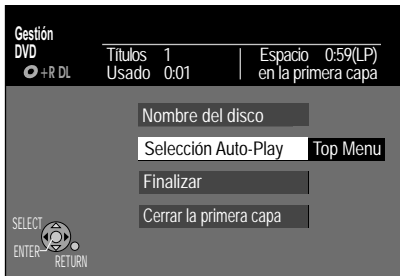 Gestión
DVD
+R DL
Títulos 1
Usado 0:01
Espacio 0:59(LP)
en la primera capa
Nombre del disco
Selección Auto-Play Top Menu
Finalizar
Cerrar la primera capa
SELECT
ENTER
RETURN